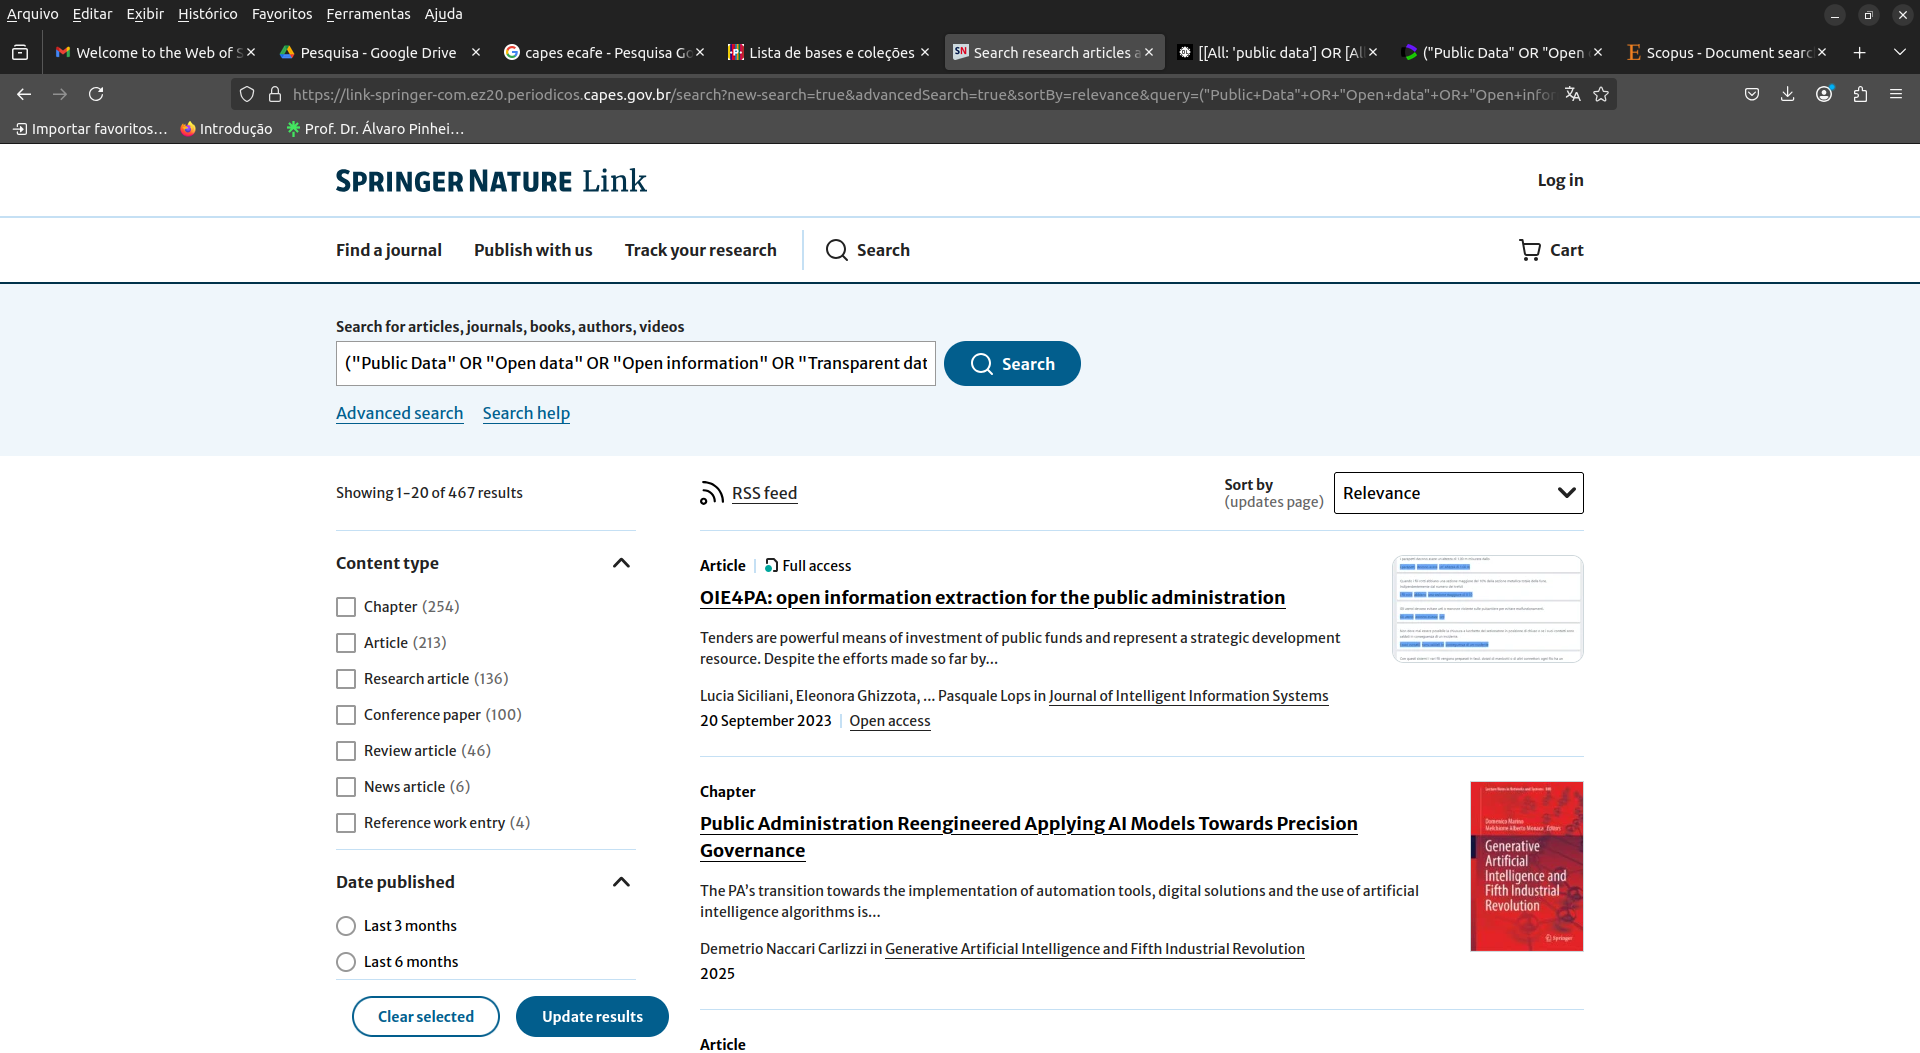 Arquivo Editar Exibir Histórico Favoritos Ferramentas Ajuda
Welcome to the Web of S
Pesquisa - Google Drive
capes ecafe - Pesquisa Go
Lista de bases e coleções
Search research articles a
[[All: 'public data'] OR [Al
("Public Data" OR "Open
Scopus - Document searc
https://link-springer-com.ez20.periodicos.capes.gov.br/search?new-search=true&advancedSearch=true&sortBy=relevance&query=("Public+Data"+OR+"Open+data"+OR+"Open+infor
Importar favoritos… Introdução Prof. Dr. Álvaro Pinhei…
SPRINGER NATURE Link
Log in
Find a journal Publish with us Track your research Search Cart
Search for articles, journals, books, authors, videos
("Public Data" OR "Open data" OR "Open information" OR "Transparent dat
Search
Advanced search Search help
Showing 1-20 of 467 results
RSS feed
Sort by
(updates page)
Relevance
Content type
Chapter (254)
Article (213)
Research article (136)
Conference paper (100)
Review article (46)
News article (6)
Reference work entry (4)
Date published
Last 3 months
Last 6 months
Clear selected Update results
Article Full access
OIE4PA: open information extraction for the public administration
Tenders are powerful means of investment of public funds and represent a strategic development
resource. Despite the efforts made so far by...
Lucia Siciliani, Eleonora Ghizzota, ... Pasquale Lops in Journal of Intelligent Information Systems
20 September 2023 Open access
Chapter
Public Administration Reengineered Applying AI Models Towards Precision
Governance
The PA's transition towards the implementation of automation tools, digital solutions and the use of artificial
intelligence algorithms is...
Demetrio Naccari Carlizzi in Generative Artificial Intelligence and Fifth Industrial Revolution
2025
Generative
Artificial
Intelligence and
Fifth Industrial
Revolution
Springer
Article